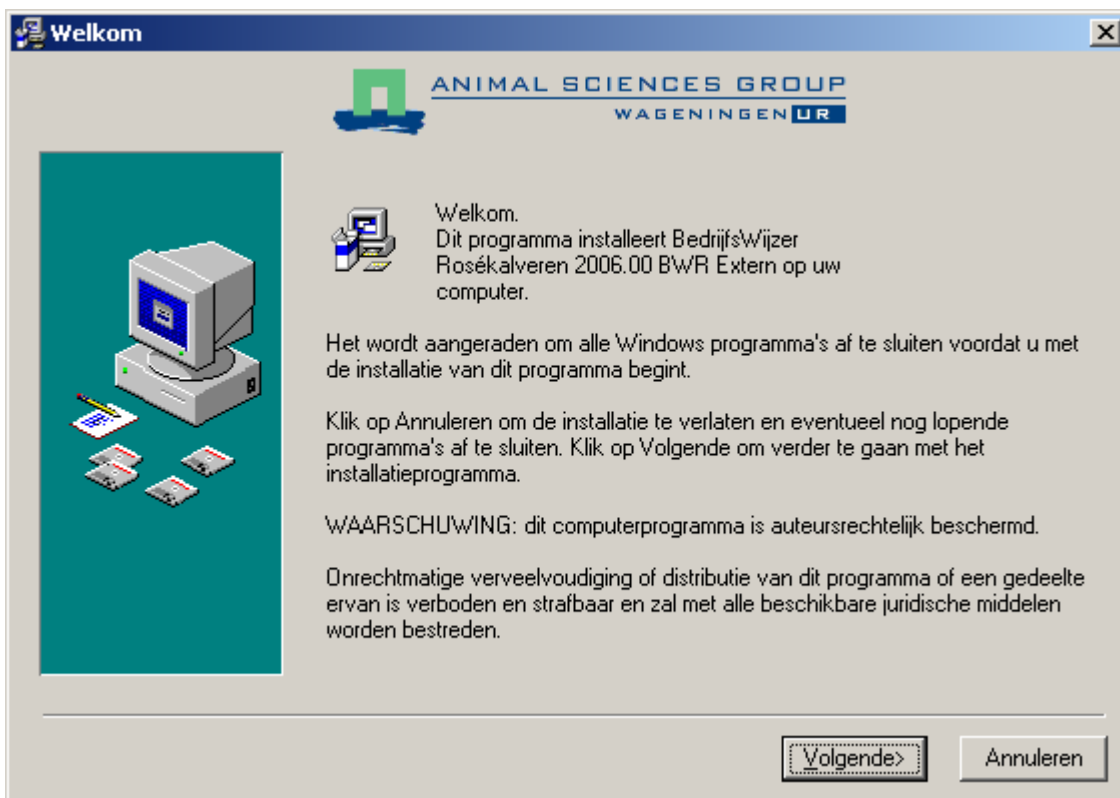 Welkom
ANIMAL SCIENCES GROUP
WAGENINGEN UR
Welkom.
Dit programma installeert BedrijfsWijzer
Rosékalveren 2006.00 BWR Extern op uw
computer.
Het wordt aangeraden om alle Windows programma's af te sluiten voordat u met
de installatie van dit programma begint.
Klik op Annuleren om de installatie te verlaten en eventueel nog lopende
programma's af te sluiten. Klik op Volgende om verder te gaan met het
installatieprogramma.
WAARSCHUWING: dit computerprogramma is auteursrechtelijk beschermd.
Onrechtmatige verveelvoudiging of distributie van dit programma of een gedeelte
ervan is verboden en strafbaar en zal met alle beschikbare juridische middelen
worden bestreden.
Volgende>
Annuleren